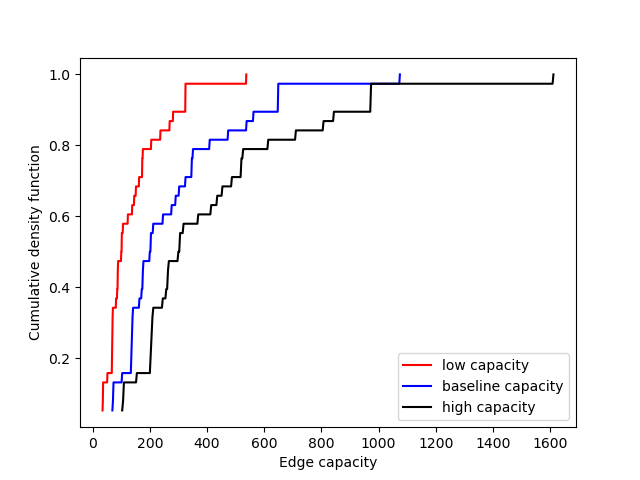 1.0
0.8
0.6
0.4
0.2
Cumulative density function
low capacity
baseline capacity
high capacity
0 200 400 600 800 1000 1200 1400 1600
Edge capacity